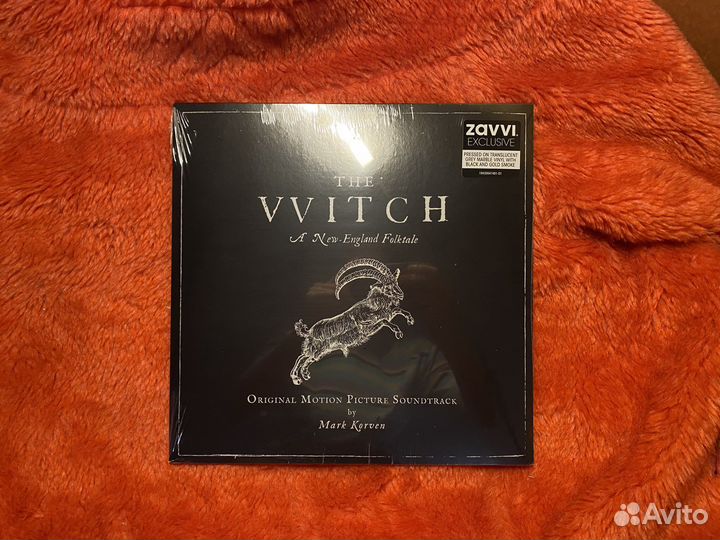 THE
VVITCH
A New-England Folktale
ORIGINAL MOTION PICTURE SOUNDTRACK
by
Mark Korven
zavvi
EXCLUSIVE
PRESSED ON TRANSLUCENT
GREY MARBLE VINYL WITH
BLACK AND GOLD SMOKE
Avito